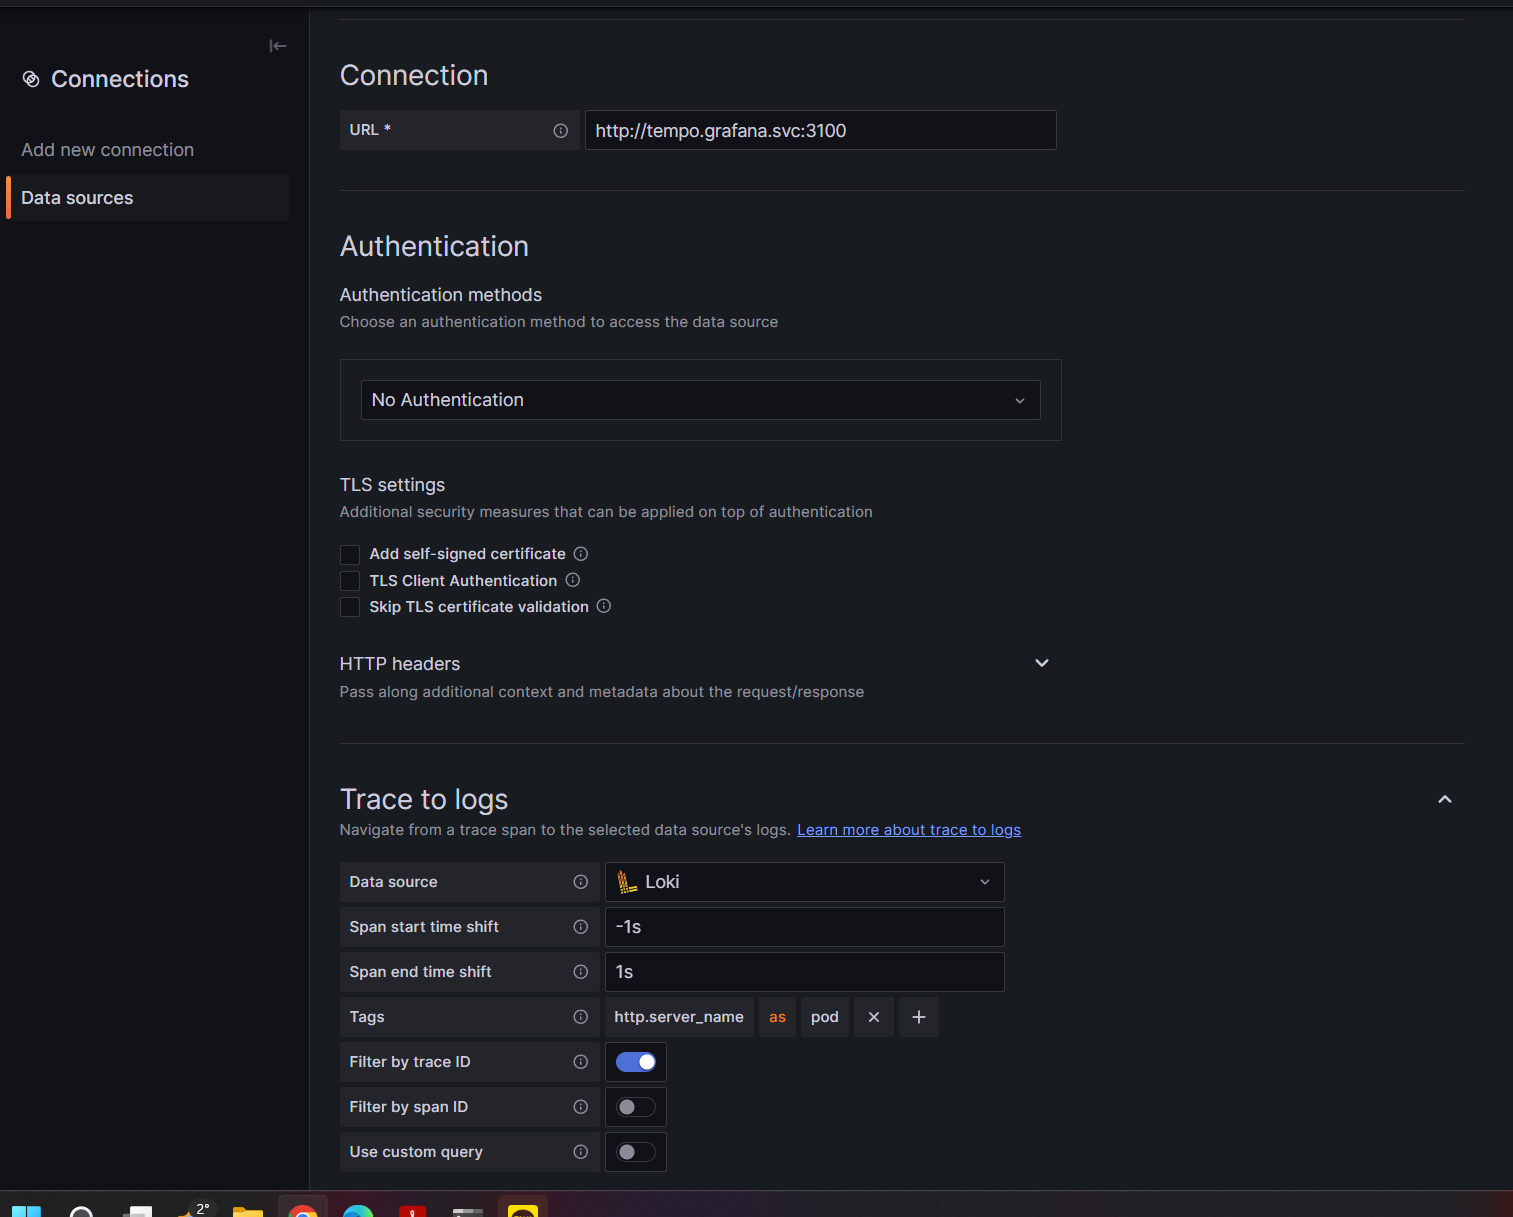 Connections
Add new connection
Data sources
Connection
URL * http://tempo.grafana.svc:3100
Authentication
Authentication methods
Choose an authentication method to access the data source
No Authentication
TLS settings
Additional security measures that can be applied on top of authentication
Add self-signed certificate
TLS Client Authentication
Skip TLS certificate validation
HTTP headers
Pass along additional context and metadata about the request/response
Trace to logs
Navigate from a trace span to the selected data source's logs. Learn more about trace to logs
Data source Loki
Span start time shift -1s
Span end time shift 1s
Tags http.server_name as pod
Filter by trace ID
Filter by span ID
Use custom query
2°